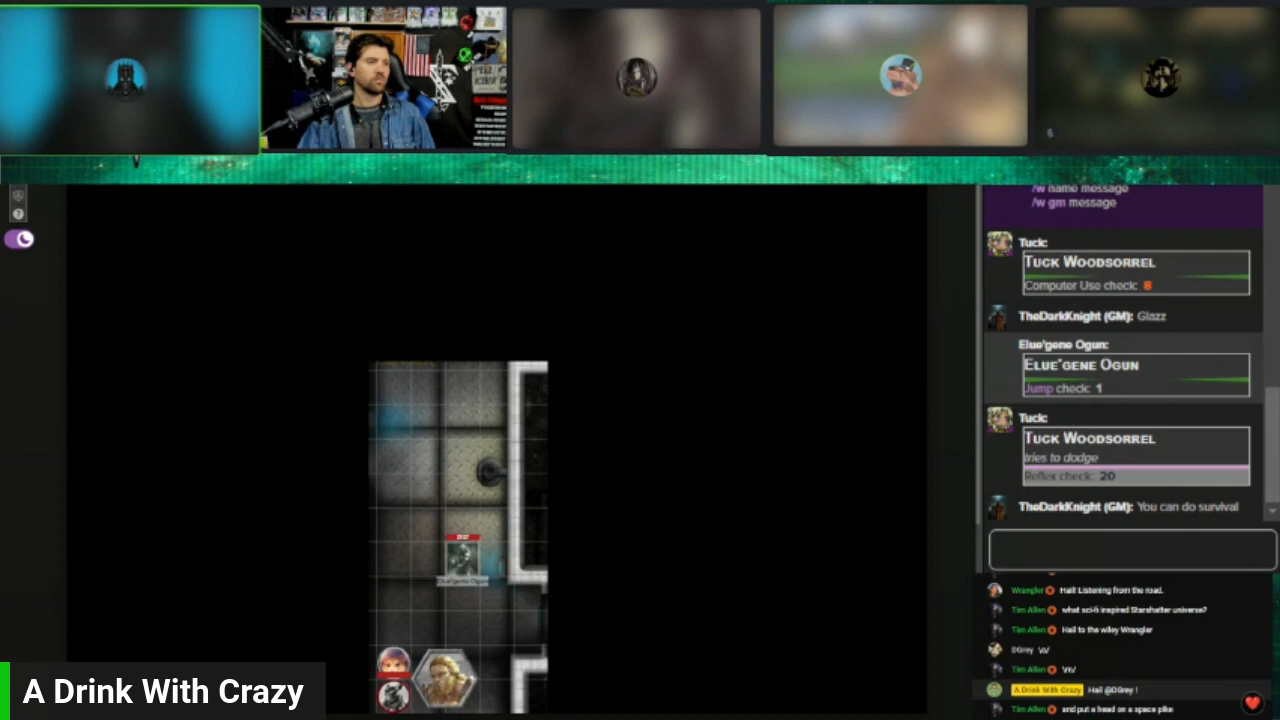 /w name message
/w gm message
Tuck:
TUCK WOODSORREL
Computer Use check: 8
TheDarkKnight (GM): Glazz
Elue'gene Ogun:
ELUE'GENE OGUN
Jump check: 1
Tuck:
TUCK WOODSORREL
tries to dodge
Reflex check: 20
TheDarkKnight (GM): You can do survival
Elue'gene Ogun
Wrangler Hail! Listening from the road.
Tim Allen what sci-fi inspired Starshatter universe?
Tim Allen Hail to the wiley Wrangler
DGrey \m/
Tim Allen \m/
A Drink With Crazy Hail @DGrey !
Tim Allen and put a head on a space pike
A Drink With Crazy